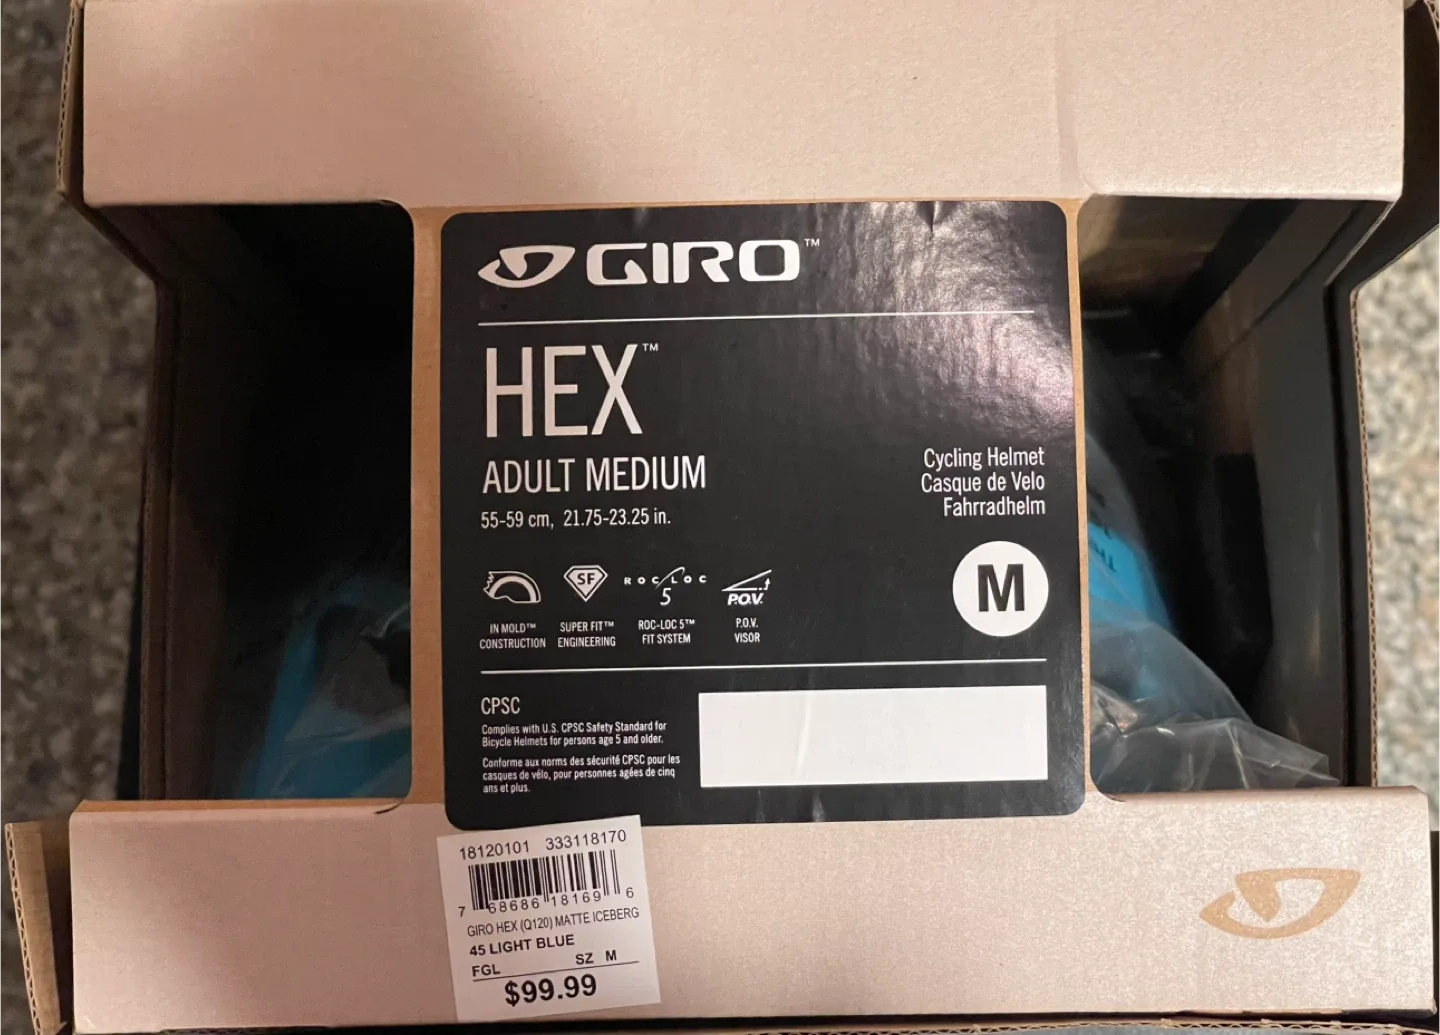 GIRO™
HEX™
ADULT MEDIUM
55-59 cm, 21.75-23.25 in.
Cycling Helmet
Casque de Velo
Fahrradhelm
M
SF
ROC LOC
5
P.O.V.
IN MOLD™
CONSTRUCTION
SUPER FIT™
ENGINEERING
ROC-LOC 5™
FIT SYSTEM
P.O.V.
VISOR
CPSC
Complies with U.S. CPSC Safety Standard for
Bicycle Helmets for persons age 5 and older.
Conforme aux norms des sécurité CPSC pour les
casques de vélo, pour personnes agées de cinq
ans et plus.
18120101 333118170
7 68686 18169 6
GIRO HEX (Q120) MATTE ICEBERG
45 LIGHT BLUE
FGL SZ M
$99.99